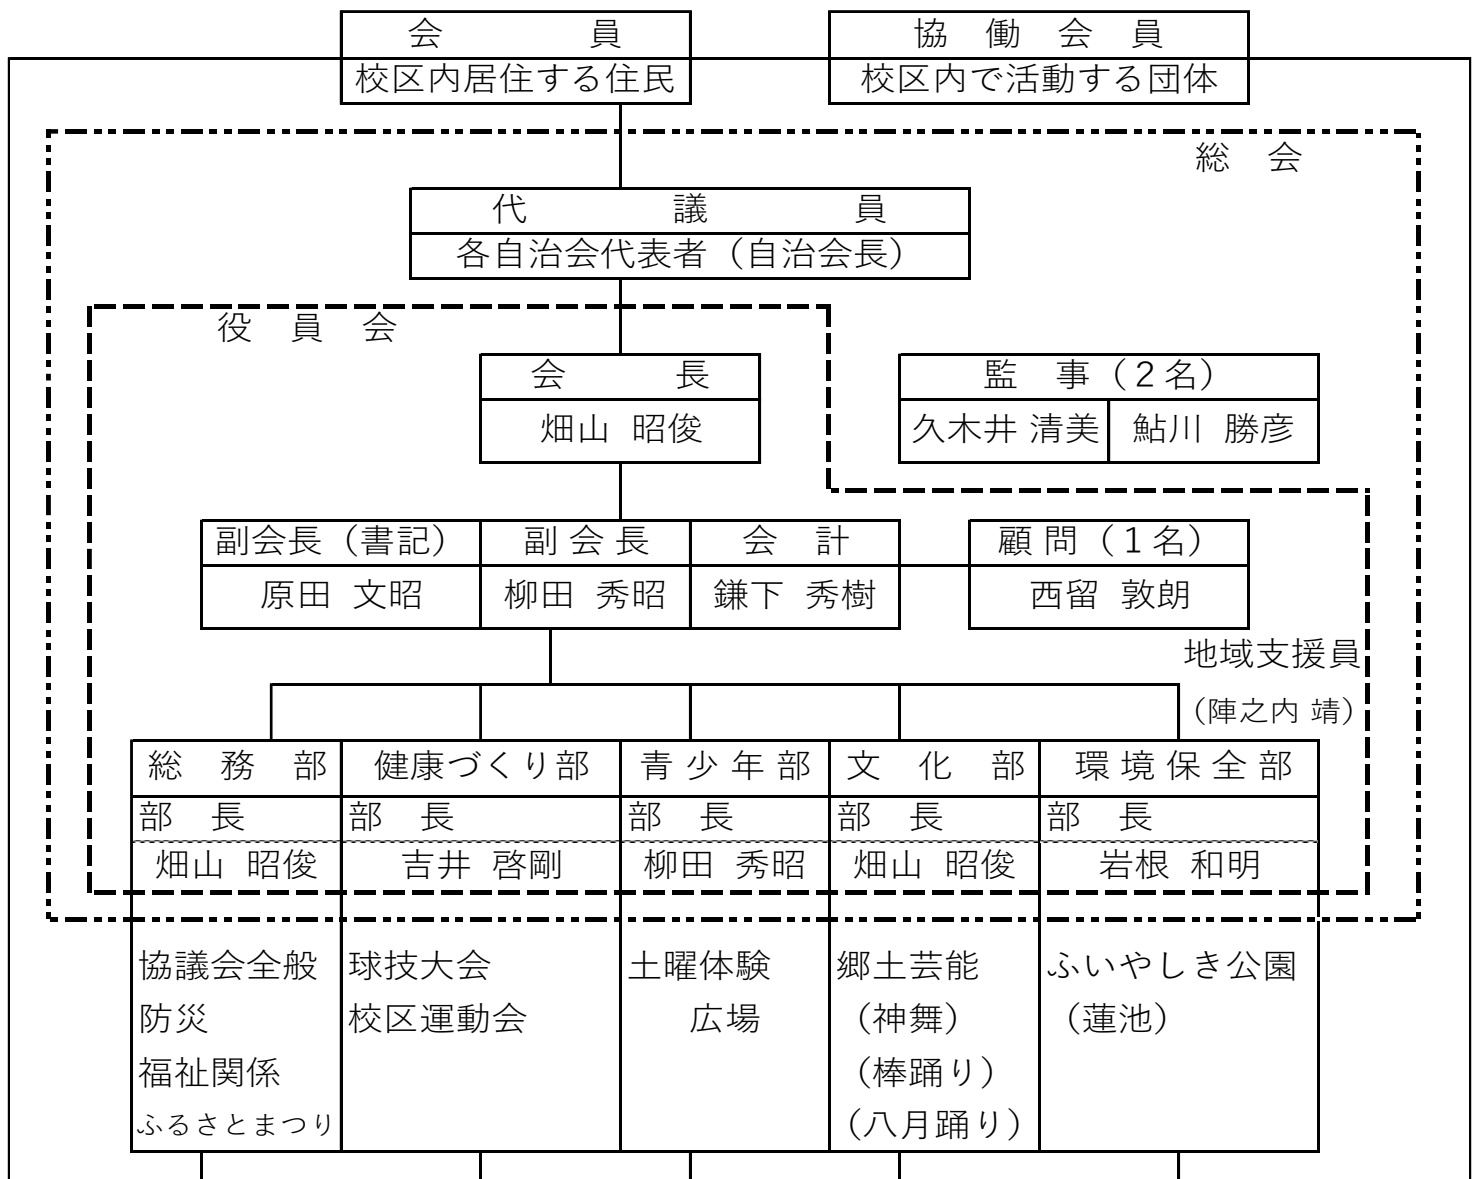 会員
協働会員
校区内居住する住民
校区内で活動する団体
総会
代議員
各自治会代表者（自治会長）
役員会
会長
畑山 昭俊
監事（２名）
久木井 清美
鮎川 勝彦
副会長（書記）
副会長
会計
顧問（１名）
原田 文昭
柳田 秀昭
鎌下 秀樹
西留 敦朗
地域支援員
（陣之内 靖）
総務部
健康づくり部
青少年部
文化部
環境保全部
部長
部長
部長
部長
部長
畑山 昭俊
吉井 啓剛
柳田 秀昭
畑山 昭俊
岩根 和明
協議会全般
防災
福祉関係
ふるさとまつり
球技大会
校区運動会
土曜体験
広場
郷土芸能
（神舞）
（棒踊り）
（八月踊り）
ふいやしき公園
（蓮池）